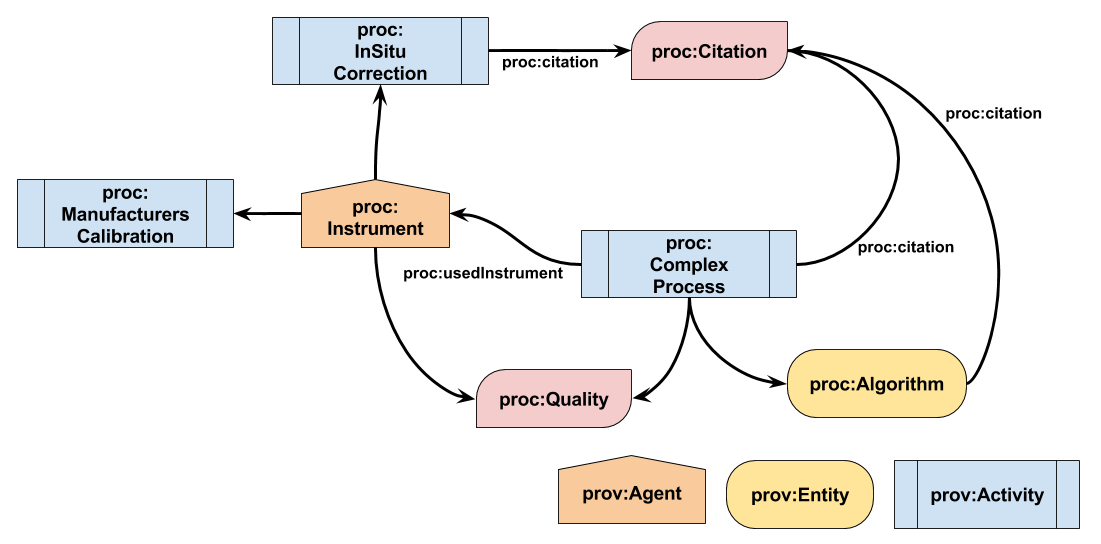 proc:
InSitu
Correction
proc:citation
proc:Citation
proc:citation
proc:
Manufacturers
Calibration
proc:
Instrument
proc:usedInstrument
proc:
Complex
Process
proc:citation
proc:Quality
proc:Algorithm
prov:Agent
prov:Entity
prov:Activity